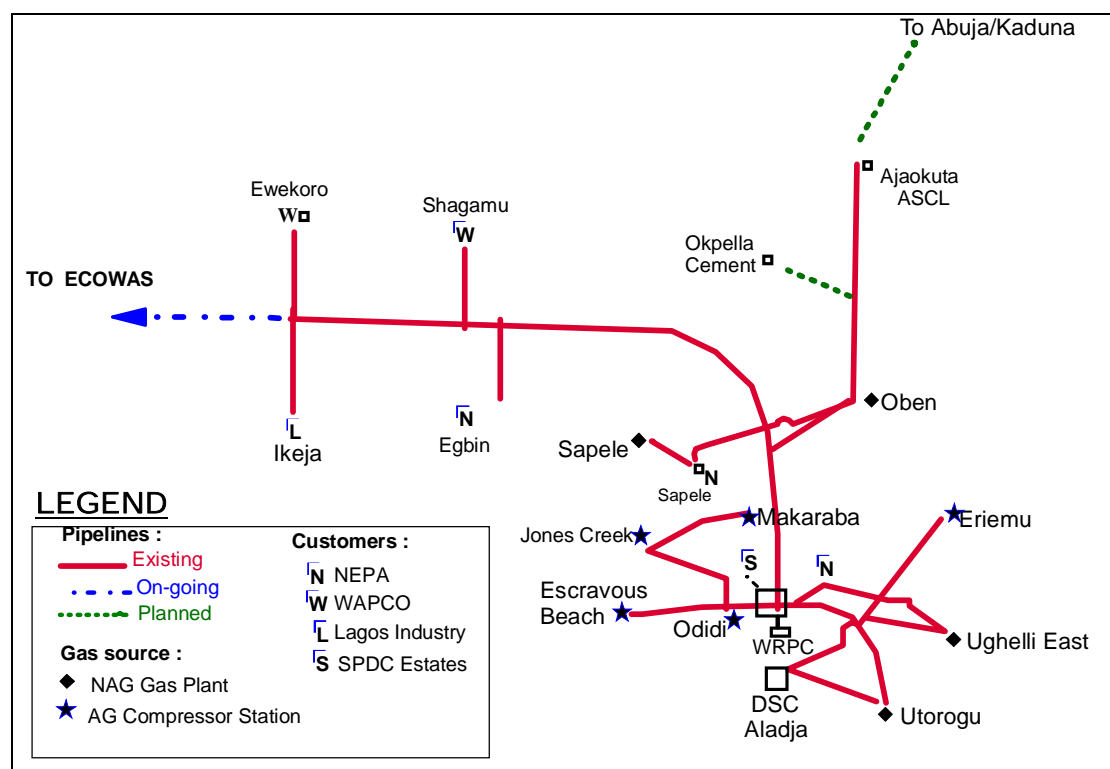 To Abuja/Kaduna
Ewekoro
W
Shagamu
W
Ajaokuta
ASCL
Okpella
Cement
TO ECOWAS
L
Ikeja
N
Egbin
Oben
Sapele
N
Sapele
LEGEND
Pipelines :
Existing
On-going
Planned
Gas source :
NAG Gas Plant
AG Compressor Station
Customers :
N NEPA
W WAPCO
L Lagos Industry
S SPDC Estates
Makaraba
Eriemu
Jones Creek
S
N
Escravous
Beach
Odidi
WRPC
Ughelli East
DSC
Aladja
Utorogu